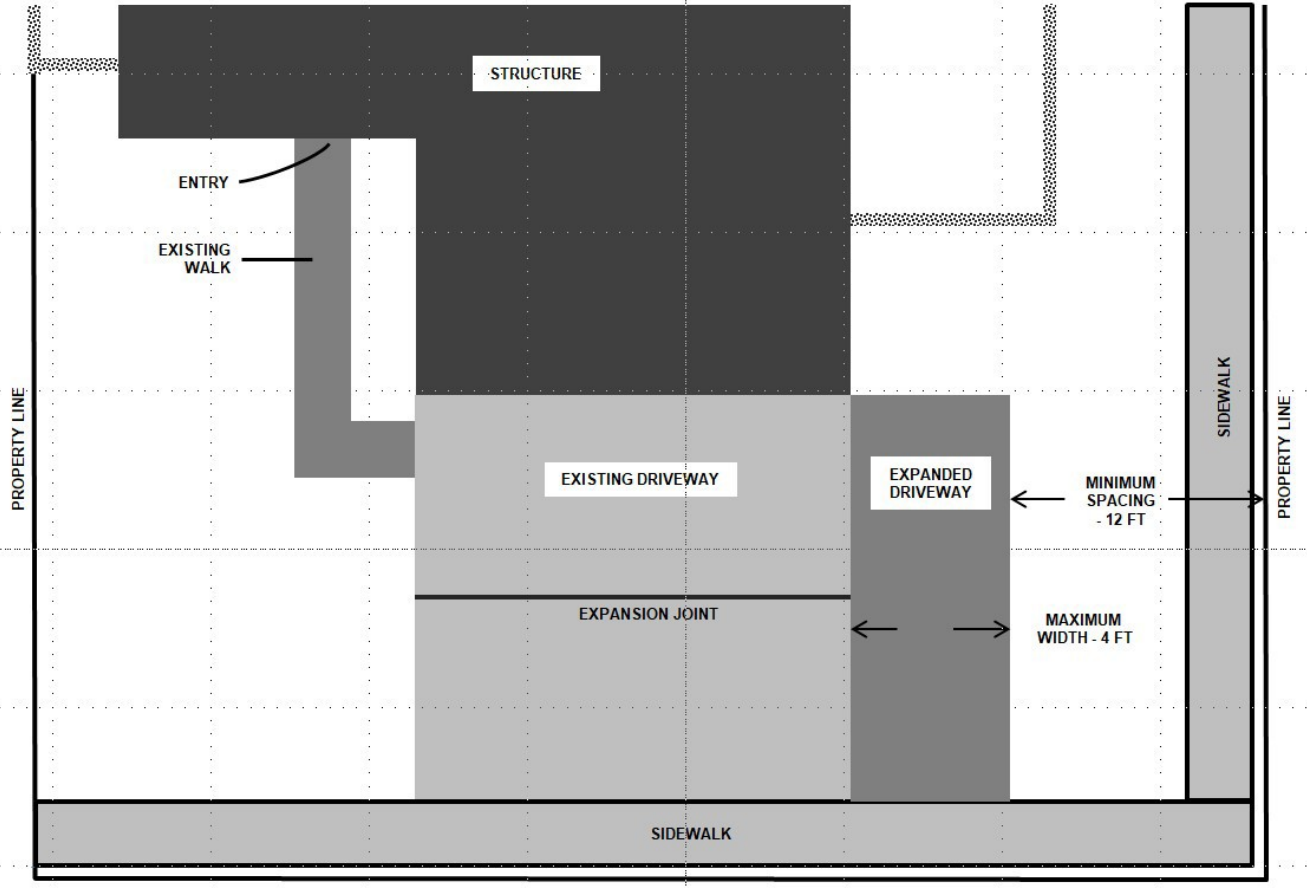 STRUCTURE
ENTRY
EXISTING
WALK
PROPERTY LINE
SIDEWALK
PROPERTY LINE
EXISTING DRIVEWAY
EXPANDED
DRIVEWAY
MINIMUM
SPACING
- 12 FT
EXPANSION JOINT
MAXIMUM
WIDTH - 4 FT
SIDEWALK